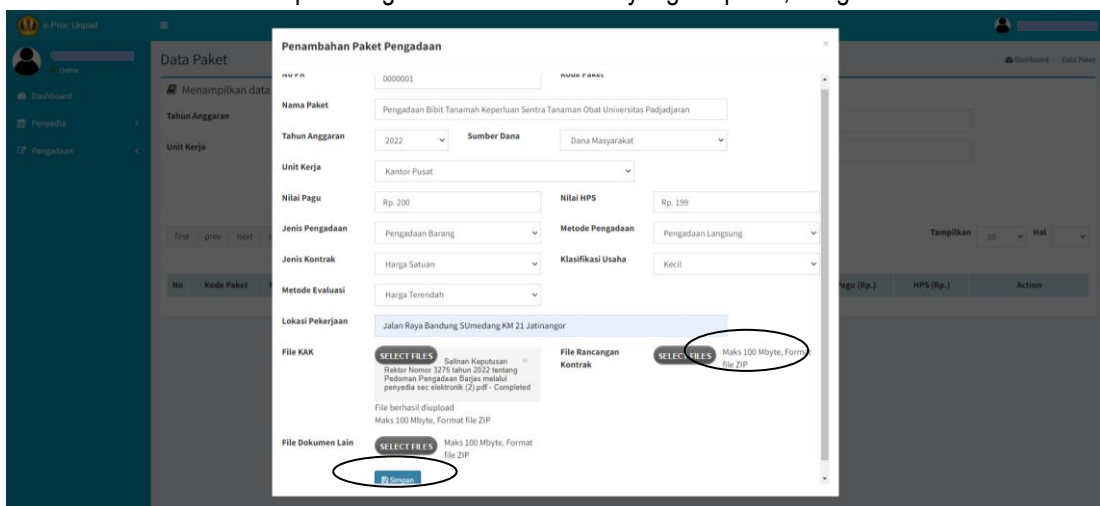 e-Proc Unpad
Online
Dashboard
Penyedia
Pengadaan
Data Paket
Dashboard
Data Paket
Menampilkan data
Tahun Anggaran
Unit Kerja
first prev next
Tampilkan 10 Hal
No Kode Paket
Pagu (Rp.) HPS (Rp.) Action
Penambahan Paket Pengadaan ×
No PR 0000001 Kode Paket
Nama Paket Pengadaan Bibit Tanamah Keperluan Sentra Tanaman Obat Universitas Padjadjaran
Tahun Anggaran 2022 Sumber Dana Dana Masyarakat
Unit Kerja Kantor Pusat
Nilai Pagu Rp. 200 Nilai HPS Rp. 199
Jenis Pengadaan Pengadaan Barang Metode Pengadaan Pengadaan Langsung
Jenis Kontrak Harga Satuan Klasifikasi Usaha Kecil
Metode Evaluasi Harga Terendah
Lokasi Pekerjaan Jalan Raya Bandung SUmedang KM 21 Jatinangor
File KAK SELECT FILES
Salinan Keputusan ×
Rektor Nomor 3275 tahun 2022 tentang
Pedoman Pengadaan Barjas melalui
penyedia sec elektronik (2).pdf - Completed
File berhasil diupload
Maks 100 Mbyte, Format file ZIP
File Rancangan
Kontrak
SELECT FILES
Maks 100 Mbyte, Format
file ZIP
File Dokumen Lain SELECT FILES
Maks 100 Mbyte, Format
file ZIP
Simpan